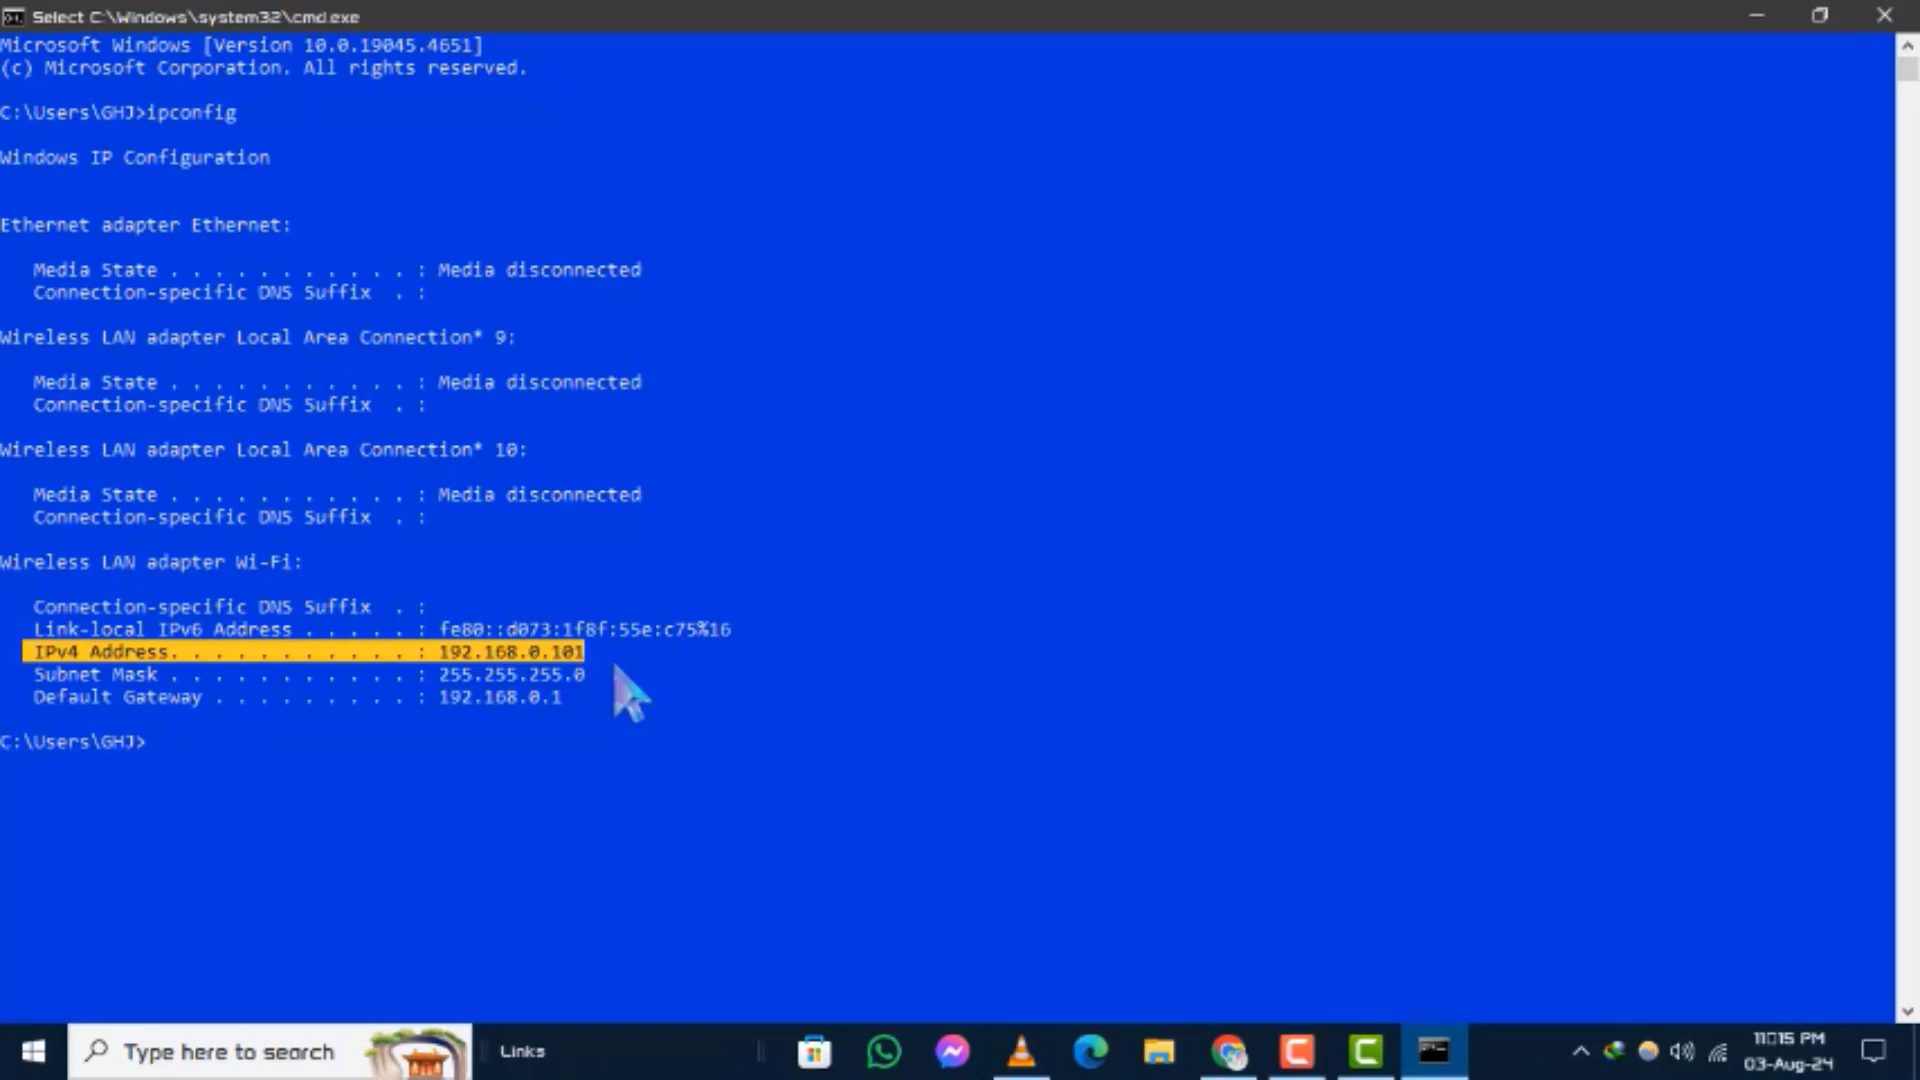 Select C:\Windows\system32\cmd.exe
Microsoft Windows [Version 10.0.19045.4651]
(c) Microsoft Corporation. All rights reserved.
C:\Users\GHJ>ipconfig
Windows IP Configuration
Ethernet adapter Ethernet:
Media State . . . . . . . . . . . : Media disconnected
Connection-specific DNS Suffix  . :
Wireless LAN adapter Local Area Connection* 9:
Media State . . . . . . . . . . . : Media disconnected
Connection-specific DNS Suffix  . :
Wireless LAN adapter Local Area Connection* 10:
Media State . . . . . . . . . . . : Media disconnected
Connection-specific DNS Suffix  . :
Wireless LAN adapter Wi-Fi:
Connection-specific DNS Suffix  . :
Link-local IPv6 Address . . . . . : fe80::d073:1f8f:55e:c75%16
IPv4 Address. . . . . . . . . . . : 192.168.0.101
Subnet Mask . . . . . . . . . . . : 255.255.255.0
Default Gateway . . . . . . . . . : 192.168.0.1
C:\Users\GHJ>
Type here to search
Links
11:15 PM
03-Aug-24